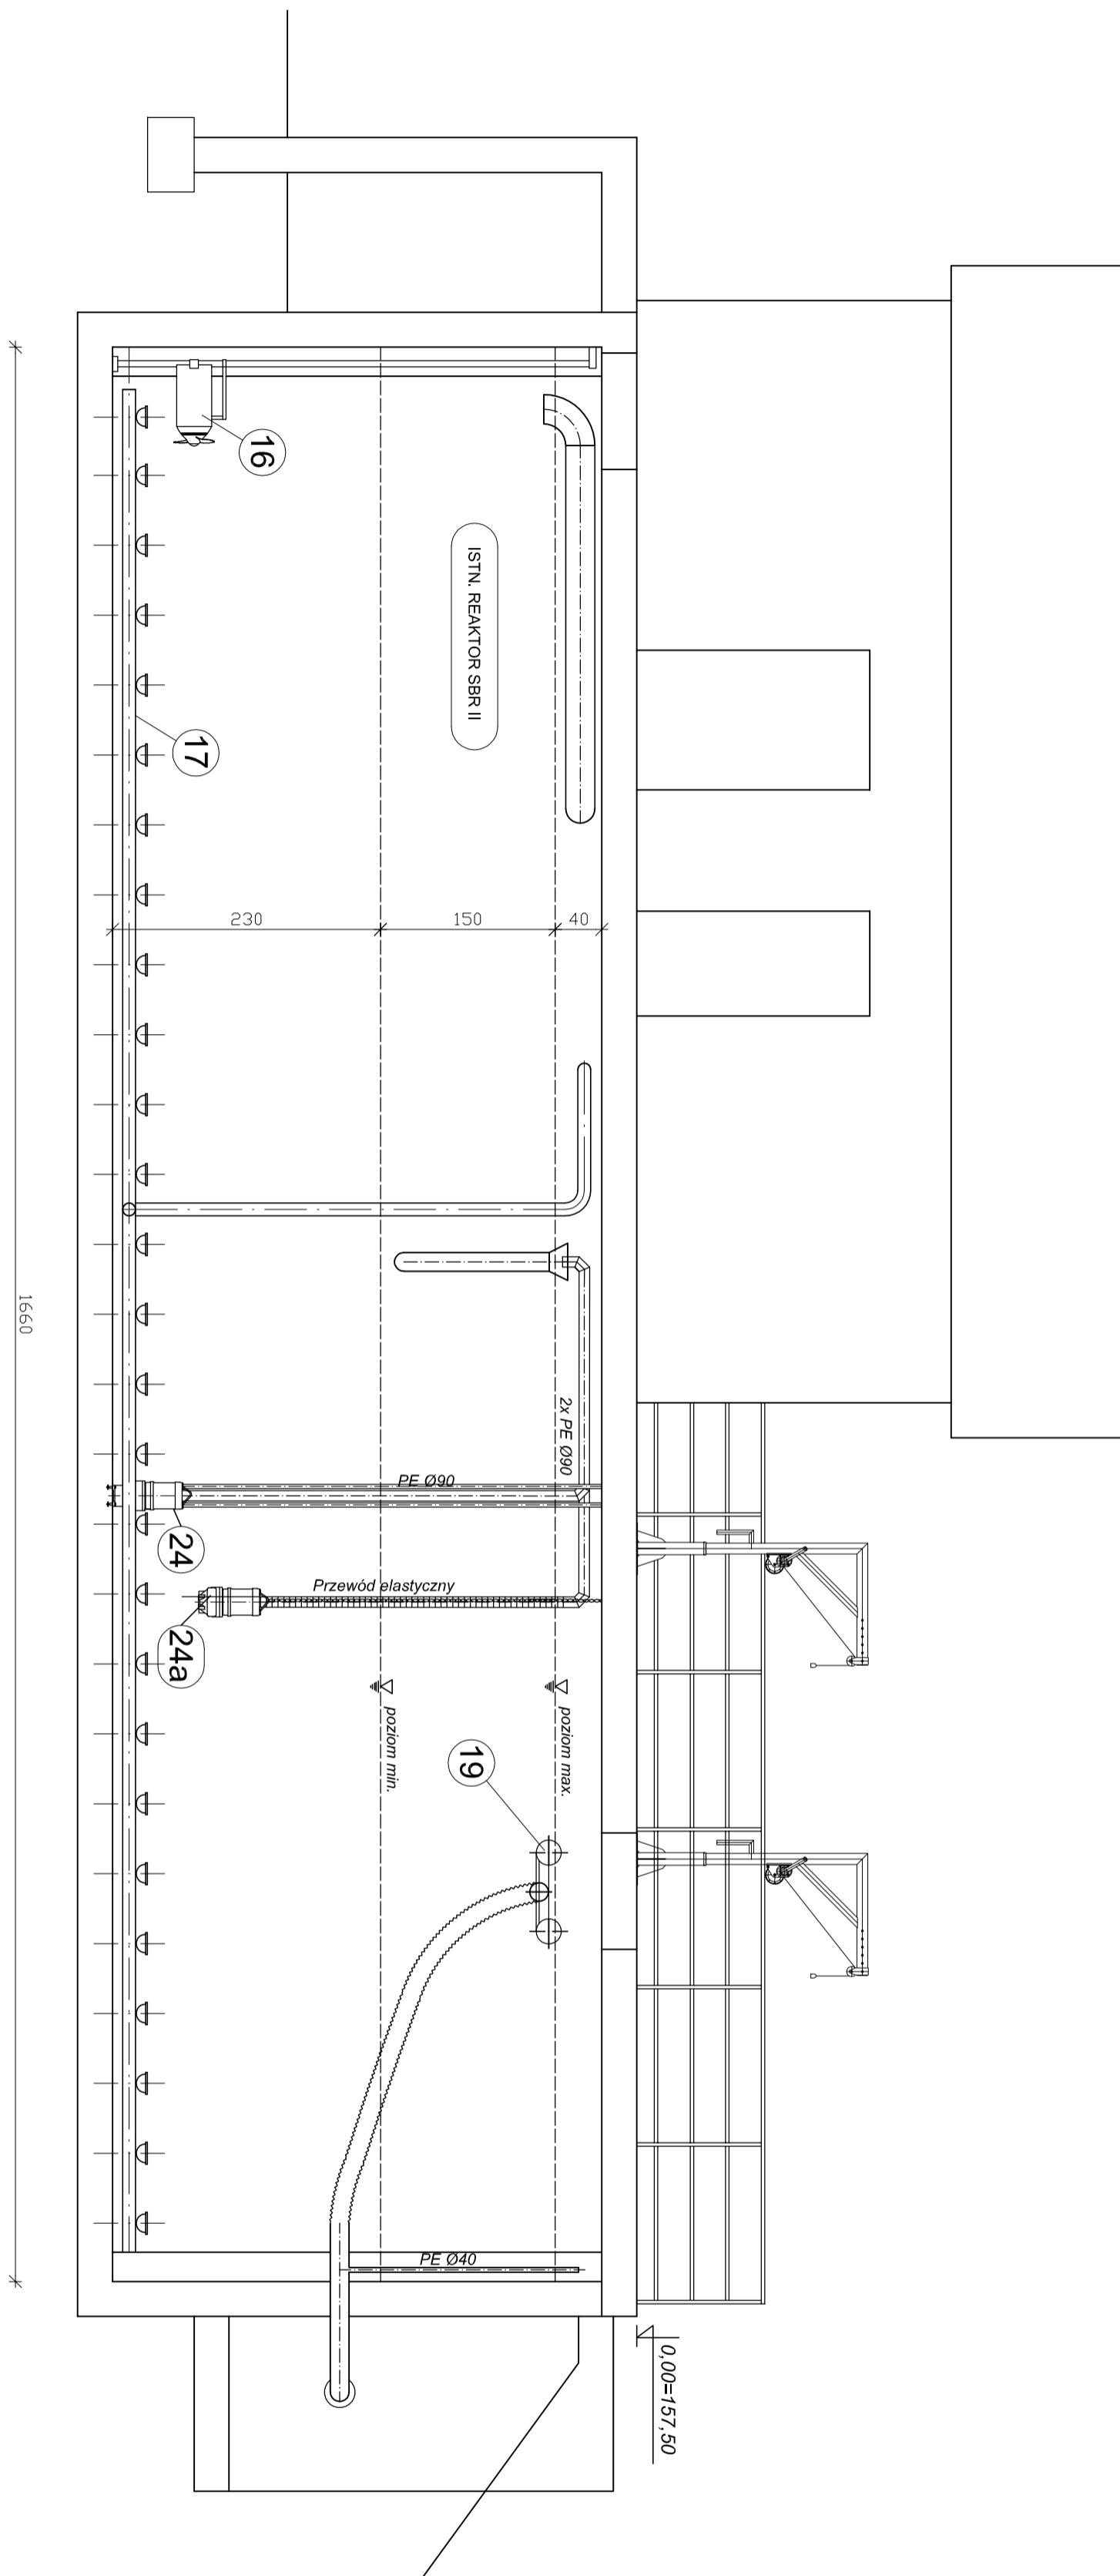 16
ISTN. REAKTOR SBR II
17
230
150
40
1660
2x PE Ø90
PE Ø90
24
Przewód elastyczny
24a
poziom max.
poziom min.
19
PE Ø40
0,00=157,50